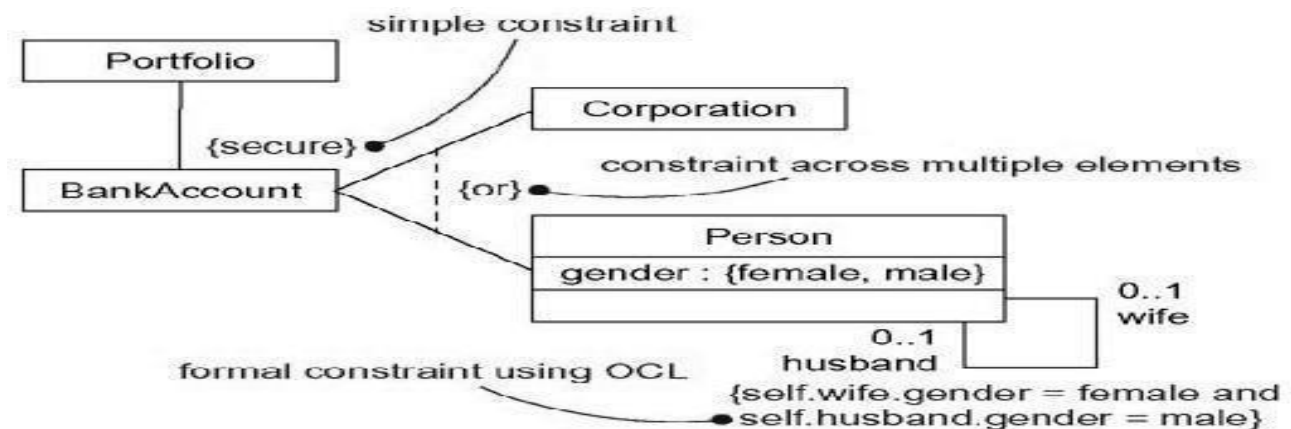 simple constraint
Portfolio
Corporation
{secure}
constraint across multiple elements
BankAccount
{or}
Person
gender : {female, male}
0..1
wife
0..1
husband
formal constraint using OCL
{self.wife.gender = female and
self.husband.gender = male}